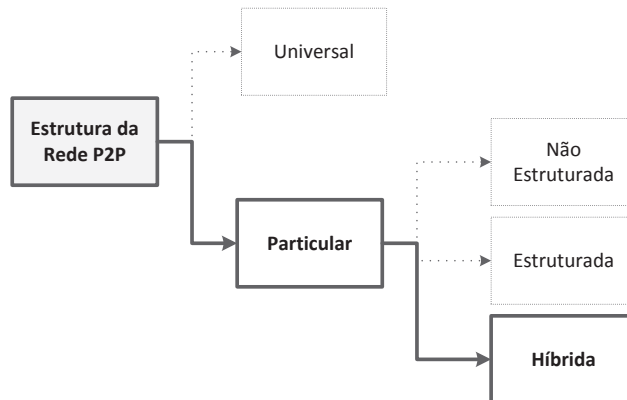 Universal
Estrutura da
Rede P2P
Não
Estruturada
Particular
Estruturada
Híbrida